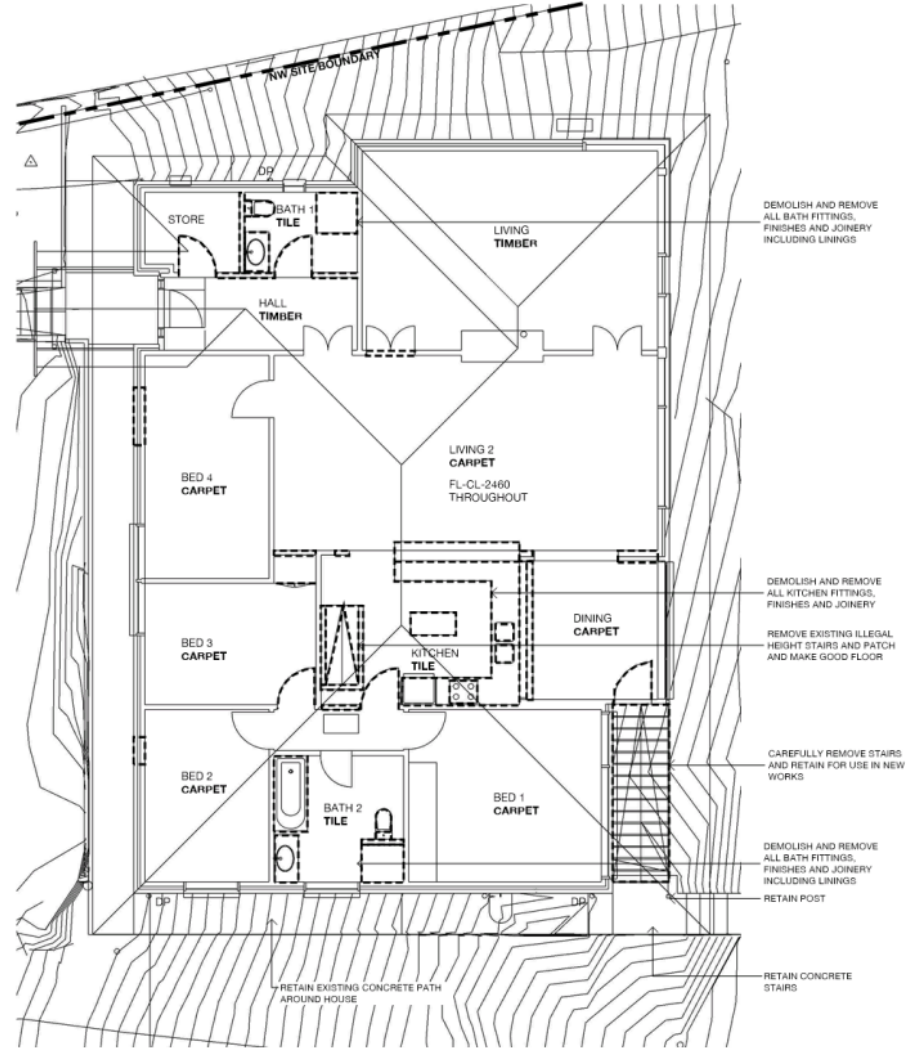 NW SITE BOUNDARY
DP
STORE
BATH 1
TILE
LIVING
TIMBER
DEMOLISH AND REMOVE
ALL BATH FITTINGS,
FINISHES AND JOINERY
INCLUDING LININGS
HALL
TIMBER
LIVING 2
CARPET
FL-CL-2460
THROUGHOUT
BED 4
CARPET
DEMOLISH AND REMOVE
ALL KITCHEN FITTINGS,
FINISHES AND JOINERY
DINING
CARPET
BED 3
CARPET
KITCHEN
TILE
REMOVE EXISTING ILLEGAL
HEIGHT STAIRS AND PATCH
AND MAKE GOOD FLOOR
CAREFULLY REMOVE STAIRS
AND RETAIN FOR USE IN NEW
WORKS
BED 2
CARPET
BATH 2
TILE
BED 1
CARPET
DEMOLISH AND REMOVE
ALL BATH FITTINGS,
FINISHES AND JOINERY
INCLUDING LININGS
DP
DP
RETAIN POST
RETAIN EXISTING CONCRETE PATH
AROUND HOUSE
RETAIN CONCRETE
STAIRS